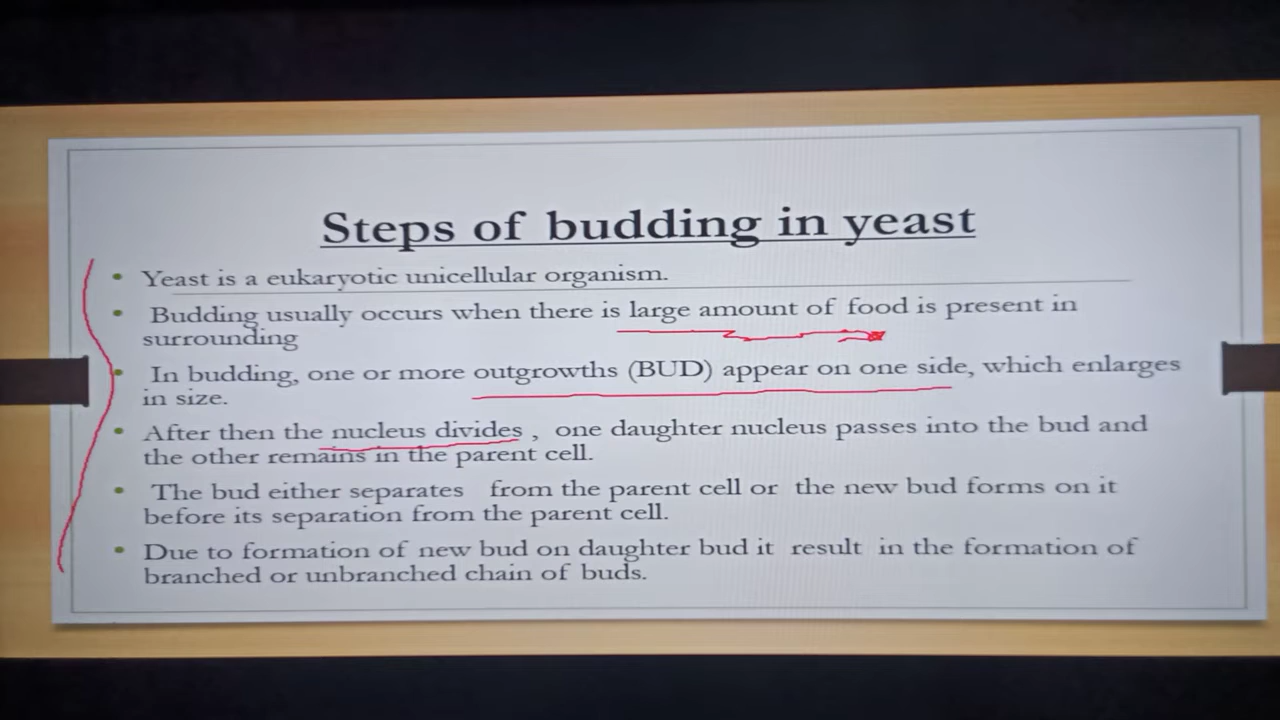 Steps of budding in yeast
• Yeast is a eukaryotic unicellular organism.
• Budding usually occurs when there is large amount of food is present in
surrounding
• In budding, one or more outgrowths (BUD) appear on one side, which enlarges
in size.
• After then the nucleus divides , one daughter nucleus passes into the bud and
the other remains in the parent cell.
• The bud either separates from the parent cell or the new bud forms on it
before its separation from the parent cell.
• Due to formation of new bud on daughter bud it result in the formation of
branched or unbranched chain of buds.